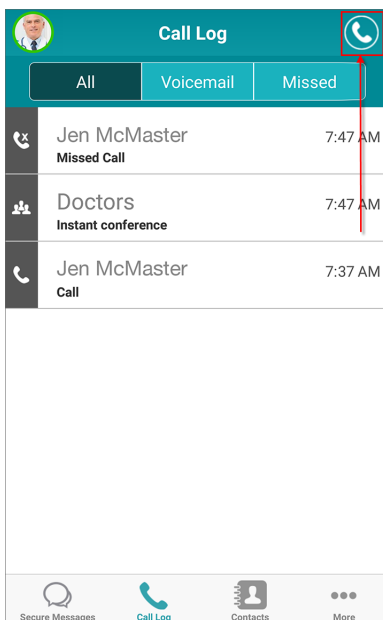 Call Log
All Voicemail Missed
Jen McMaster 7:47 AM
Missed Call
Doctors 7:47 AM
Instant conference
Jen McMaster 7:37 AM
Call
Secure Messages Call Log Contacts More